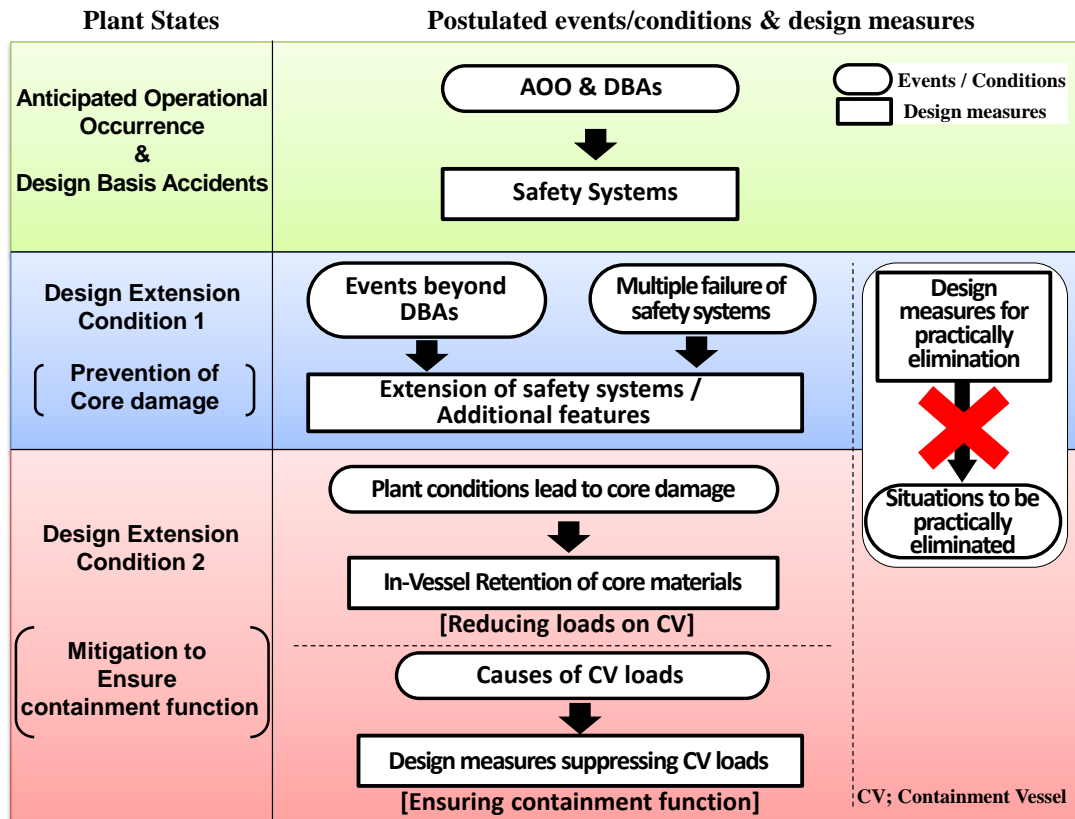 Plant States
Postulated events/conditions & design measures
Anticipated Operational
Occurrence
&
Design Basis Accidents
AOO & DBAs
Safety Systems
Events / Conditions
Design measures
Design Extension
Condition 1
Prevention of
Core damage
Events beyond
DBAs
Multiple failure of
safety systems
Extension of safety systems /
Additional features
Design
measures for
practically
elimination
Situations to be
practically
eliminated
Design Extension
Condition 2
Mitigation to
Ensure
containment function
Plant conditions lead to core damage
In-Vessel Retention of core materials
[Reducing loads on CV]
Causes of CV loads
Design measures suppressing CV loads
[Ensuring containment function]
CV; Containment Vessel